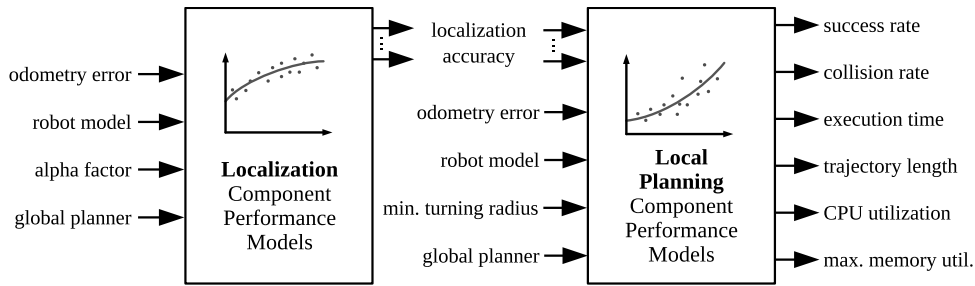 odometry error
robot model
alpha factor
global planner
Localization
Component
Performance
Models
localization
accuracy
odometry error
robot model
min. turning radius
global planner
Local
Planning
Component
Performance
Models
success rate
collision rate
execution time
trajectory length
CPU utilization
max. memory util.